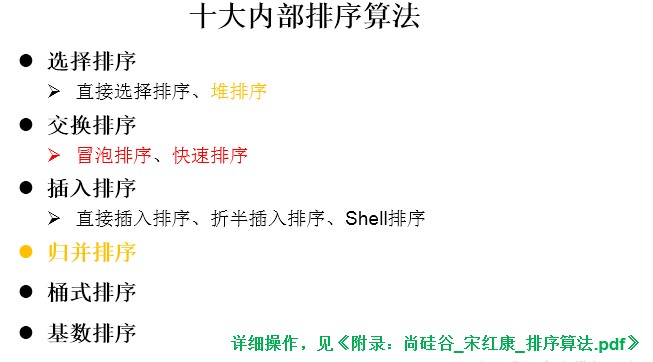 十大内部排序算法
选择排序
直接选择排序、堆排序
交换排序
冒泡排序、快速排序
插入排序
直接插入排序、折半插入排序、Shell排序
归并排序
桶式排序
基数排序
详细操作，见《附录：尚硅谷_宋红康_排序算法.pdf》